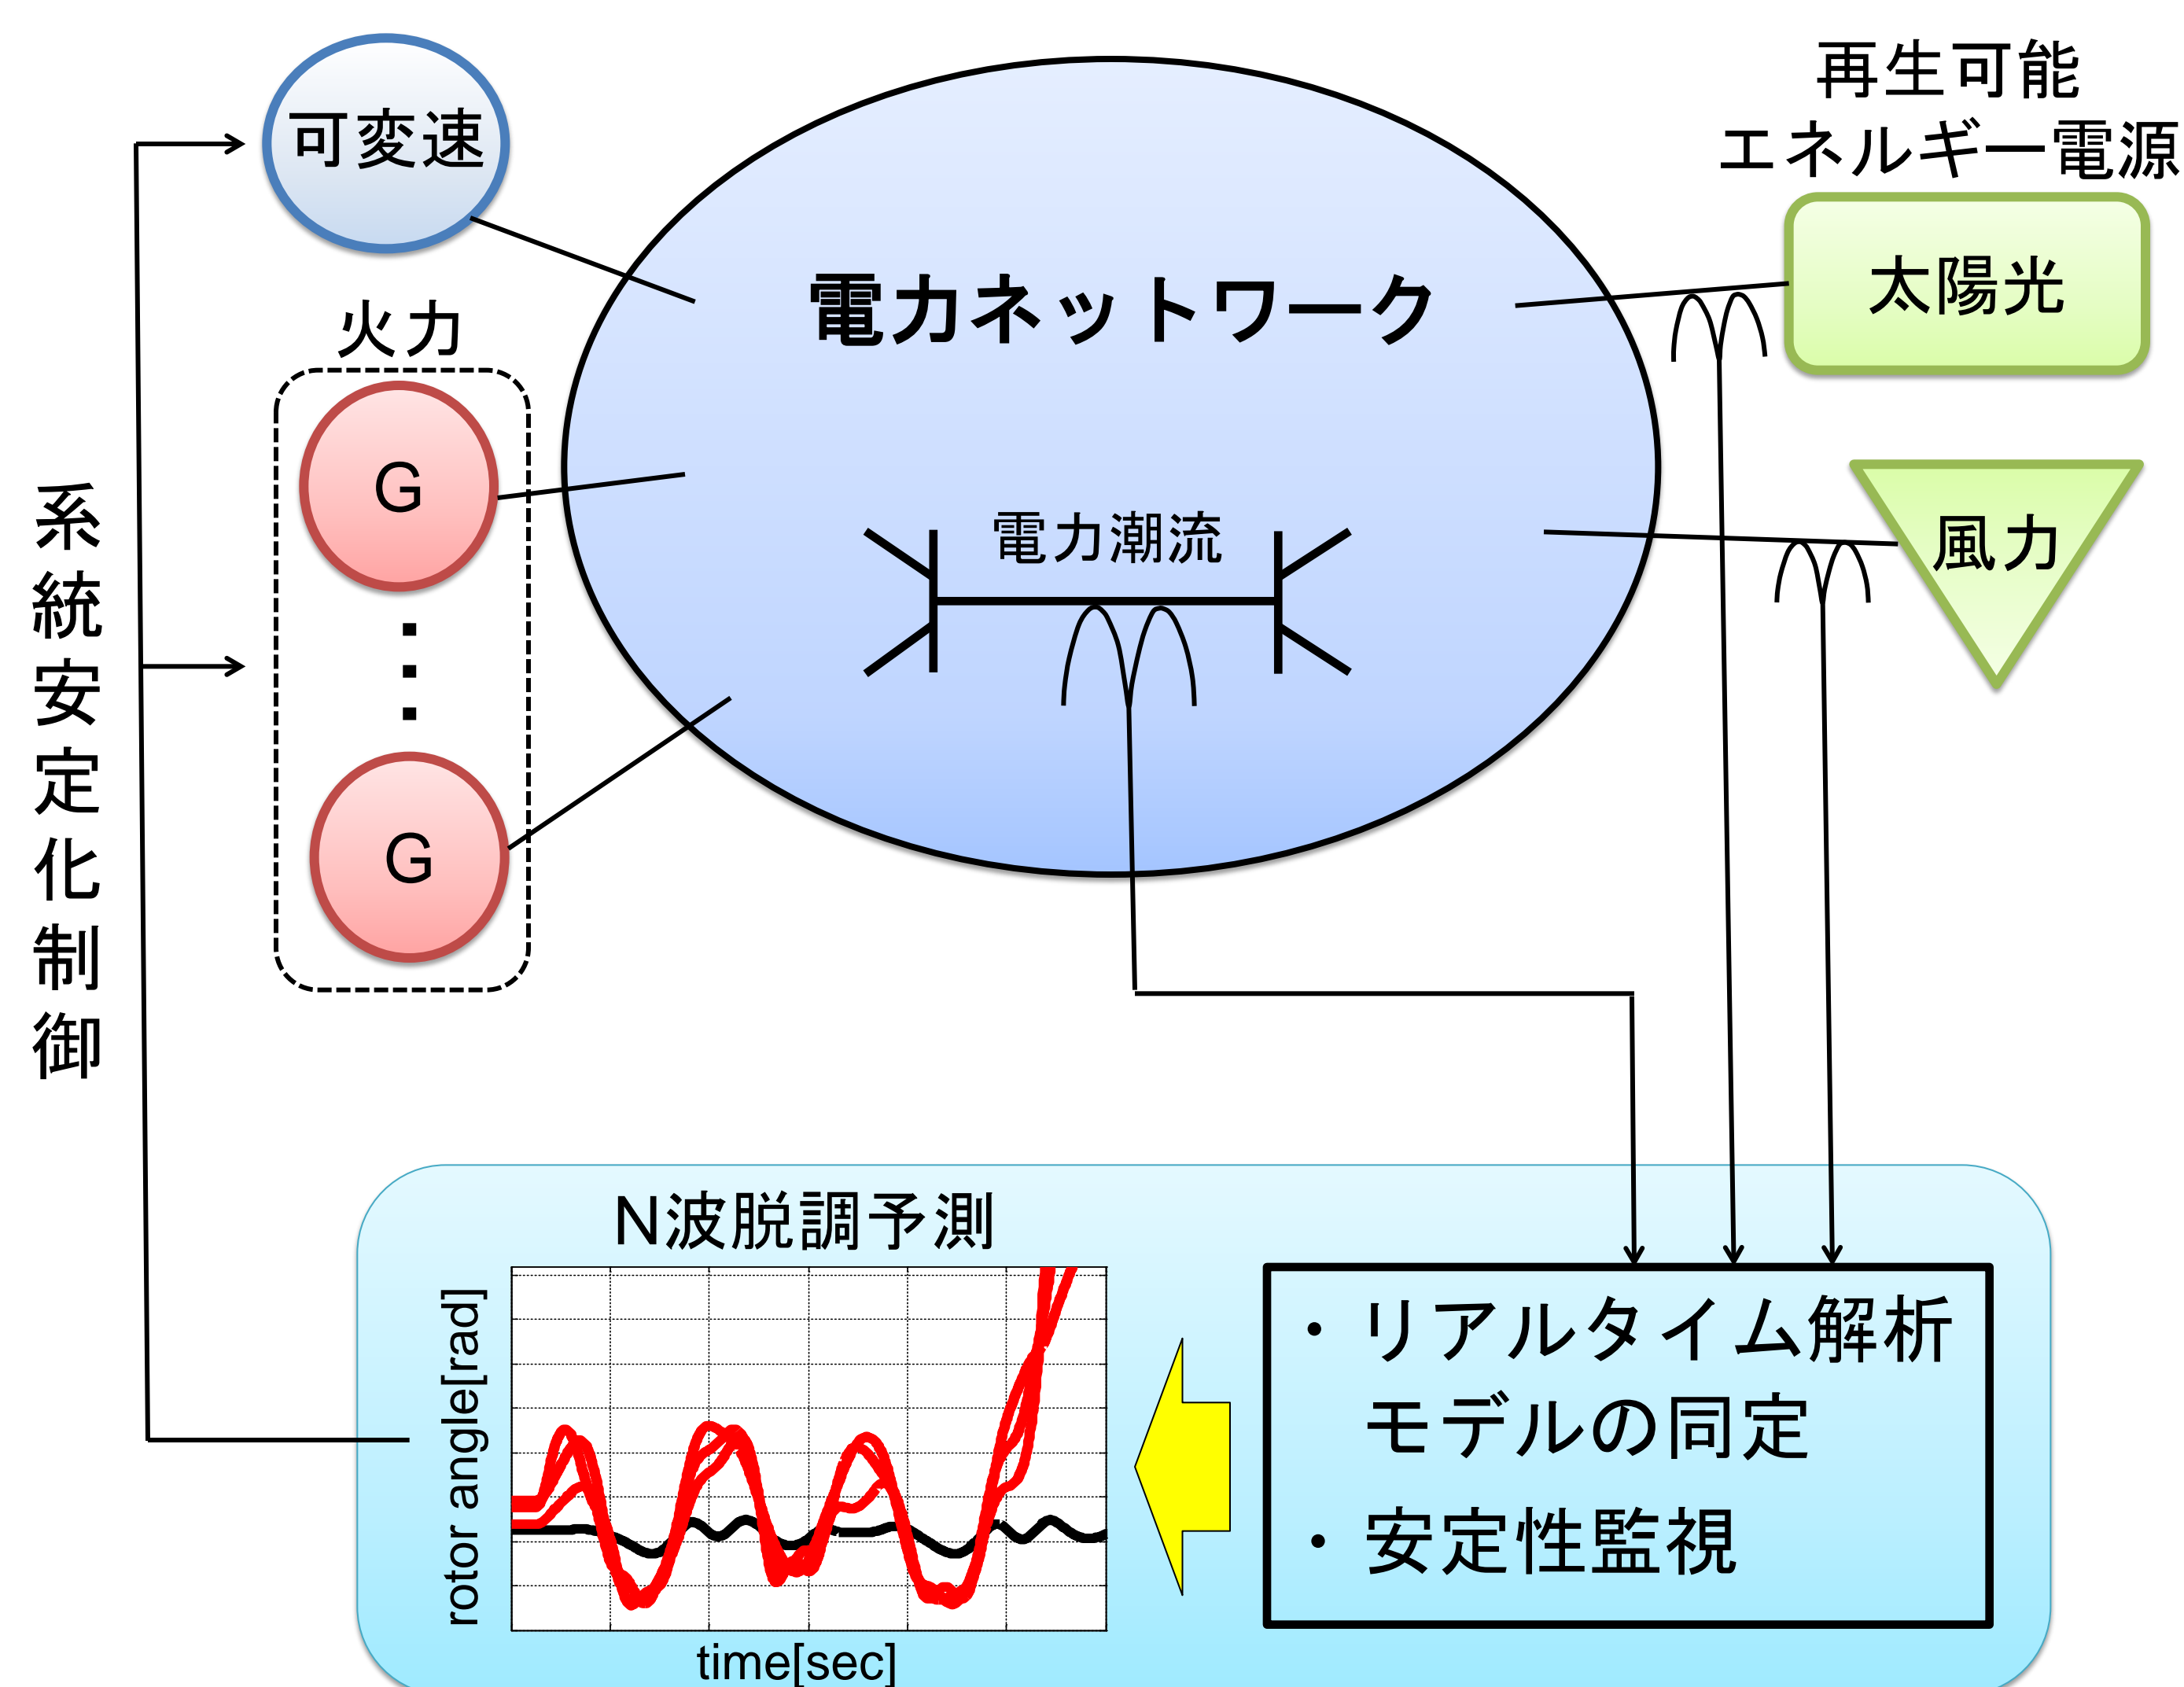 再生可能
エネルギー電源
可変速
電力ネットワーク
太陽光
火力
G
電力潮流
風力
G
系統安定化制御
N波脱調予測
rotor angle[rad]
time[sec]
・リアルタイム解析
モデルの同定
・安定性監視